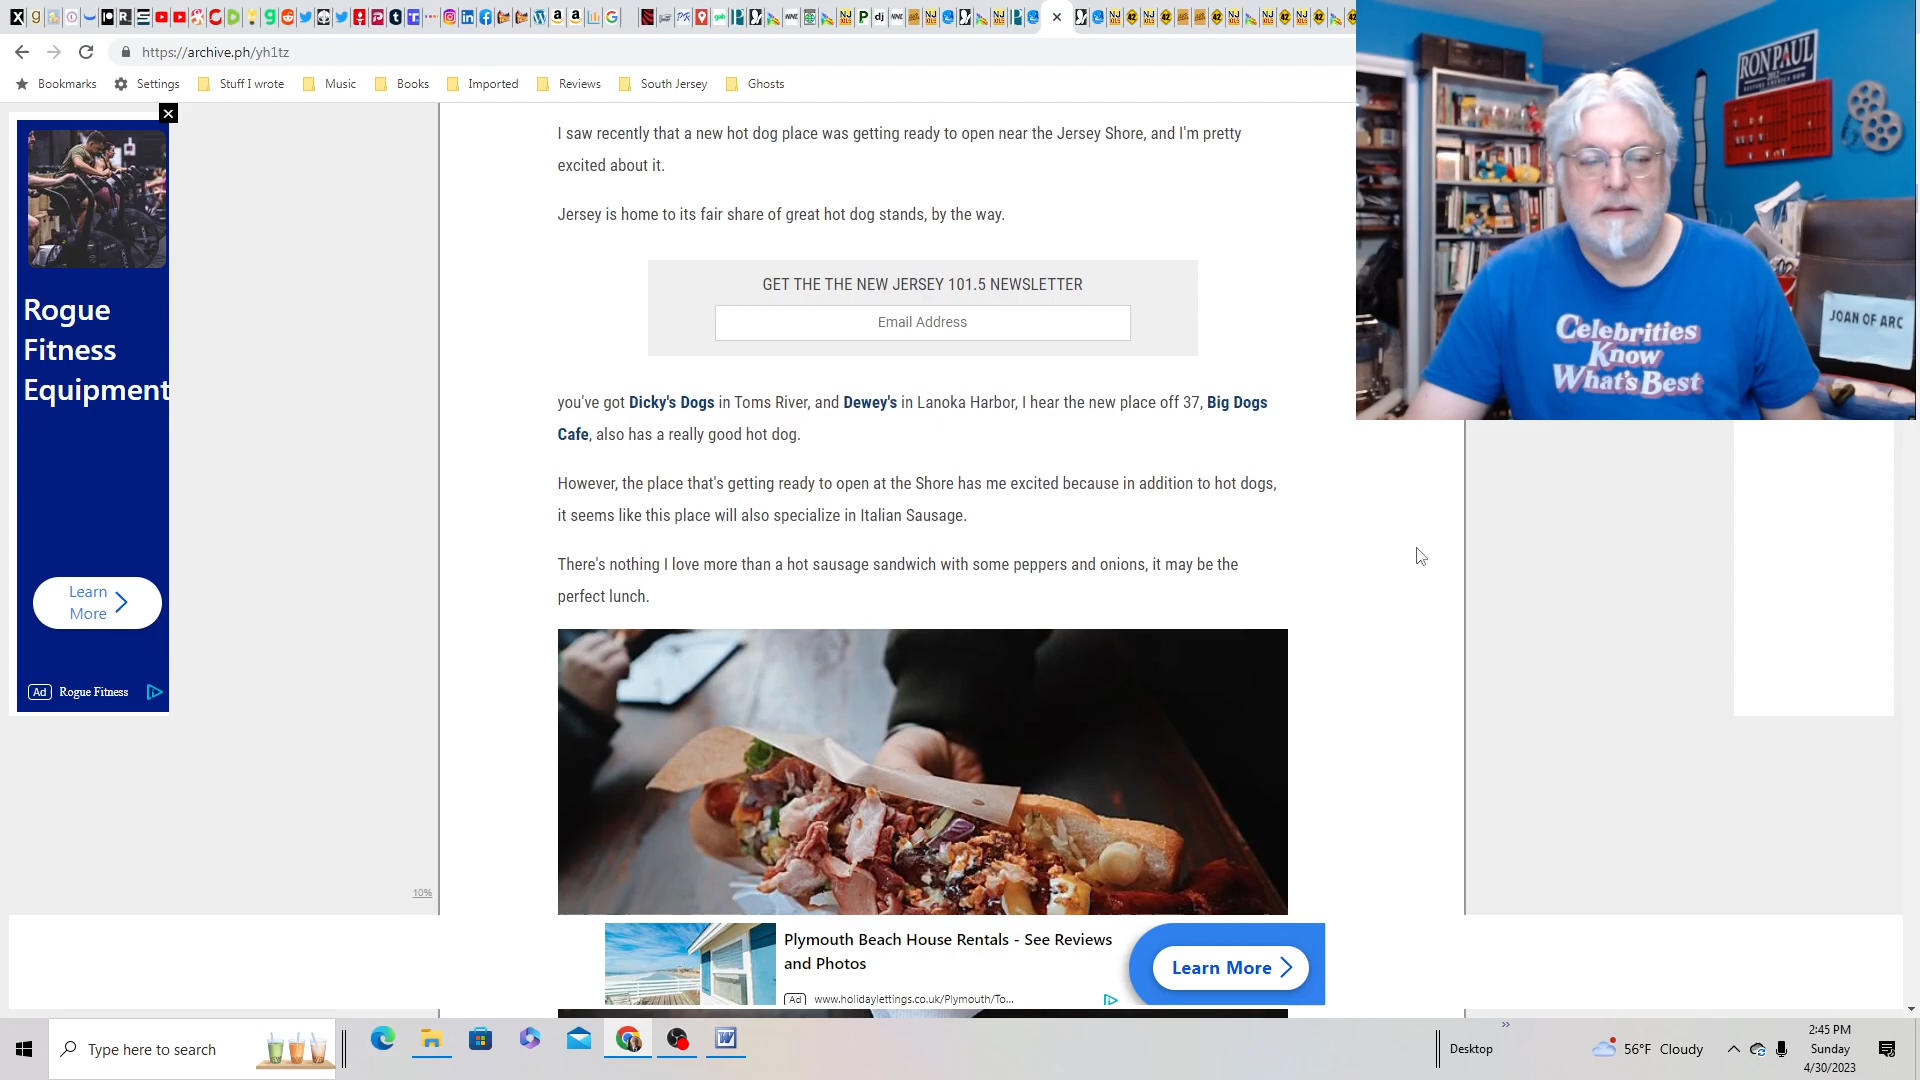 https://archive.ph/yh1tz
Bookmarks Settings Stuff I wrote Music Books Imported Reviews South Jersey Ghosts
I saw recently that a new hot dog place was getting ready to open near the Jersey Shore, and I'm pretty
excited about it.
Jersey is home to its fair share of great hot dog stands, by the way.
GET THE THE NEW JERSEY 101.5 NEWSLETTER
Email Address
you've got Dicky's Dogs in Toms River, and Dewey's in Lanoka Harbor, I hear the new place off 37, Big Dogs
Cafe, also has a really good hot dog.
However, the place that's getting ready to open at the Shore has me excited because in addition to hot dogs,
it seems like this place will also specialize in Italian Sausage.
There's nothing I love more than a hot sausage sandwich with some peppers and onions, it may be the
perfect lunch.
Rogue
Fitness
Equipment
Learn
More
Ad Rogue Fitness
10%
RON PAUL
2012
JOAN OF ARC
Celebrities
Know
What's Best
Plymouth Beach House Rentals - See Reviews
and Photos
Ad www.holidaylettings.co.uk/Plymouth/To...
Learn More
Type here to search
Desktop
56°F Cloudy
2:45 PM
Sunday
4/30/2023